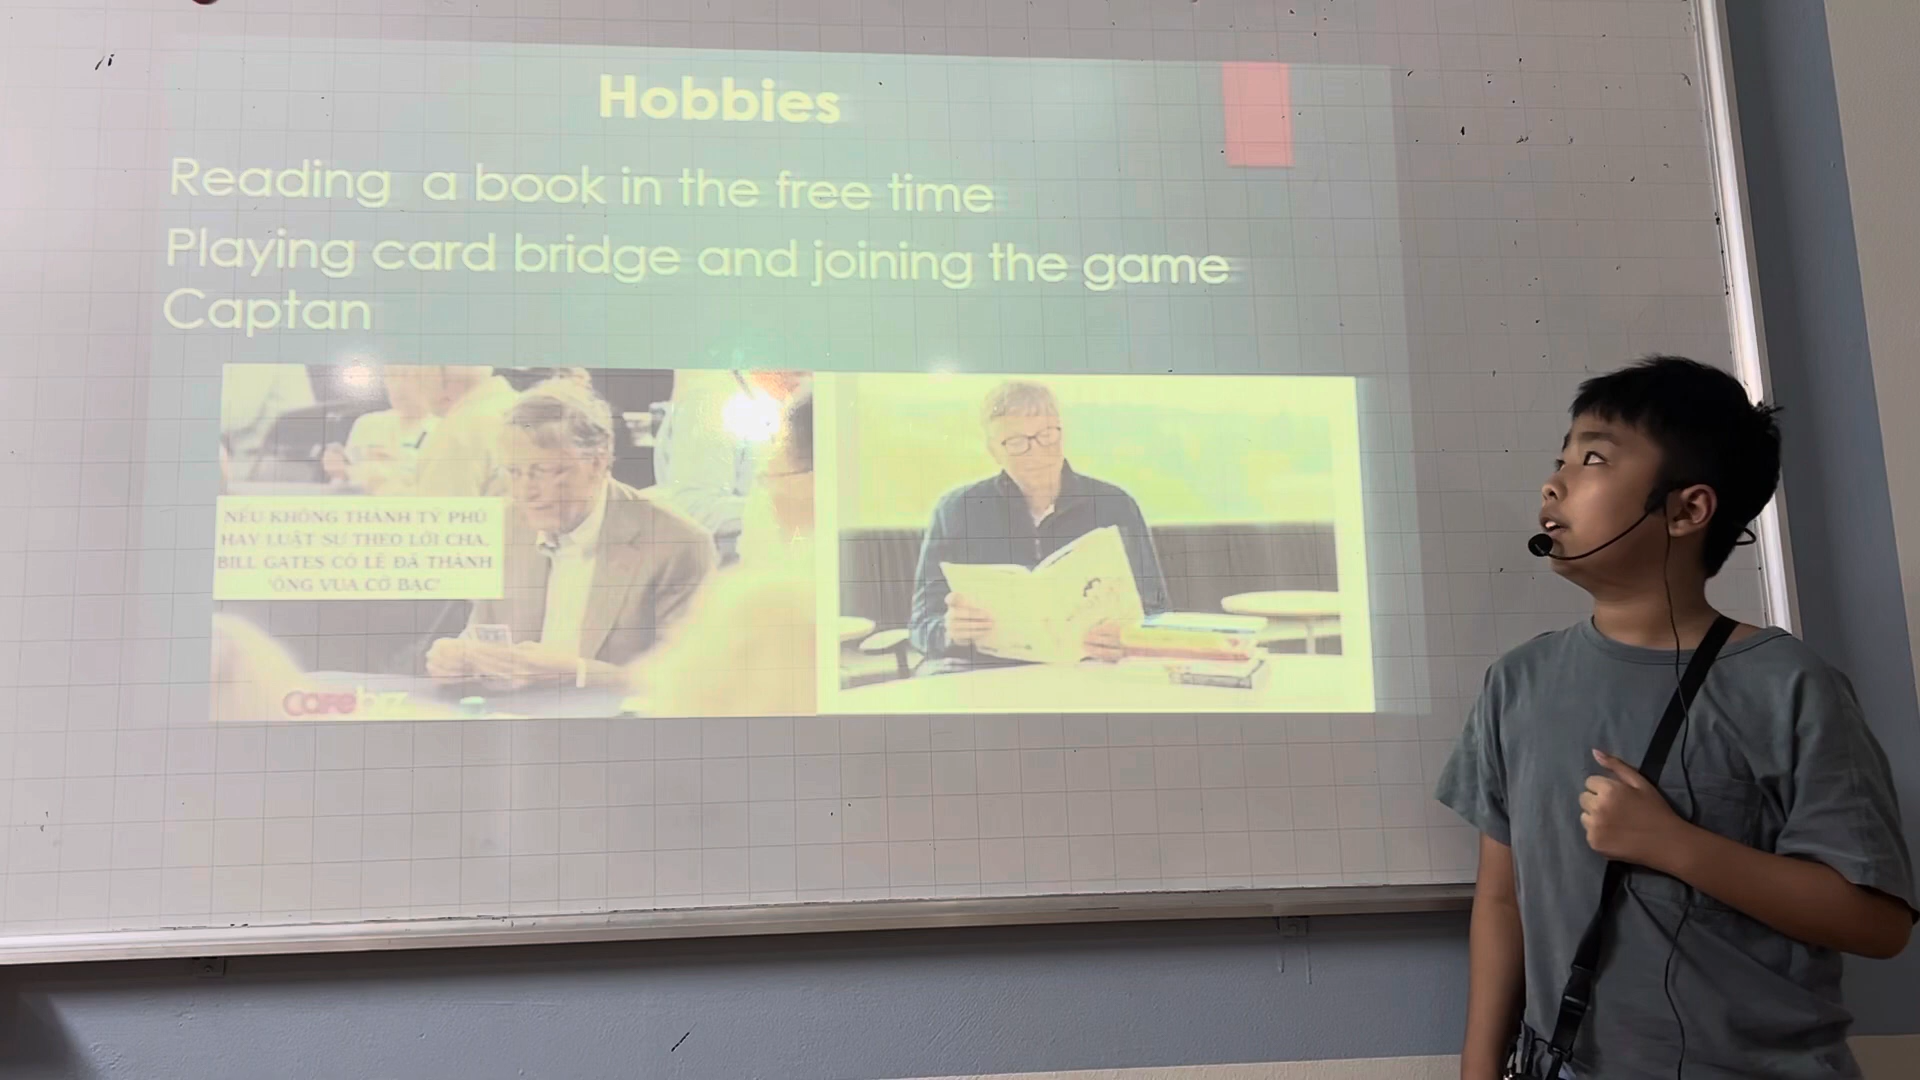 Hobbies
Reading a book in the free time
Playing card bridge and joining the game
Captan
NẾU KHÔNG THÀNH TỶ PHÚ
HAY LUẬT SƯ THEO LỜI CHA,
BILL GATES CÓ LẼ ĐÃ THÀNH
'ÔNG VUA CỜ BẠC'
cafebiz